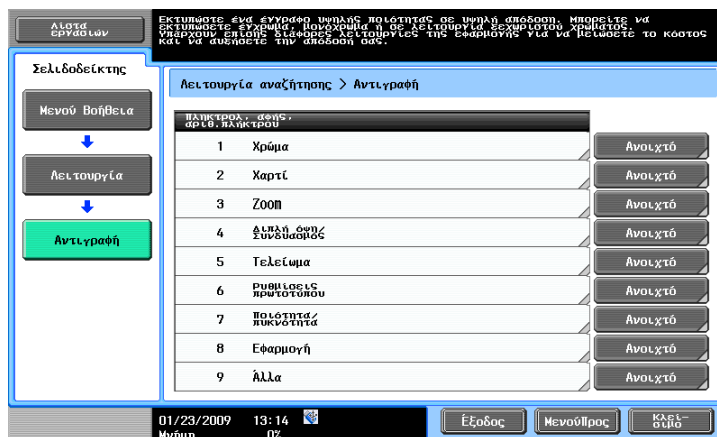 Λίστα
εργασιών
Εκτυπώστε ένα έγγραφο υψηλής ποιότητας σε υψηλή απόδοση. Μπορείτε να
εκτυπώσετε έγχρωμα, μονόχρωμα ή σε λειτουργία ξεχωριστού χρώματος.
Υπάρχουν επίσης διάφορες λειτουργίες της εφαρμογής για να μειώσετε το κόστος
και να αυξήσετε την απόδοσή σας.
Σελιδοδείκτης
Λειτουργία αναζήτησης > Αντιγραφή
Μενού Βοήθεια
Λειτουργία
Αντιγραφή
Πληκτρολ. αφής,
αριθ.πλήκτρου
1 Χρώμα Ανοιχτό
2 Χαρτί Ανοιχτό
3 Zoom Ανοιχτό
4 Διπλή όψη/
Συνδυασμός Ανοιχτό
5 Τελείωμα Ανοιχτό
6 Ρυθμίσεις
πρωτοτύπου Ανοιχτό
7 Ποιότητα/
πυκνότητα Ανοιχτό
8 Εφαρμογή Ανοιχτό
9 Άλλα Ανοιχτό
01/23/2009 13:14
Μνήμη 0%
Έξοδος
ΜενούΠρος
Κλεί-
σιμο